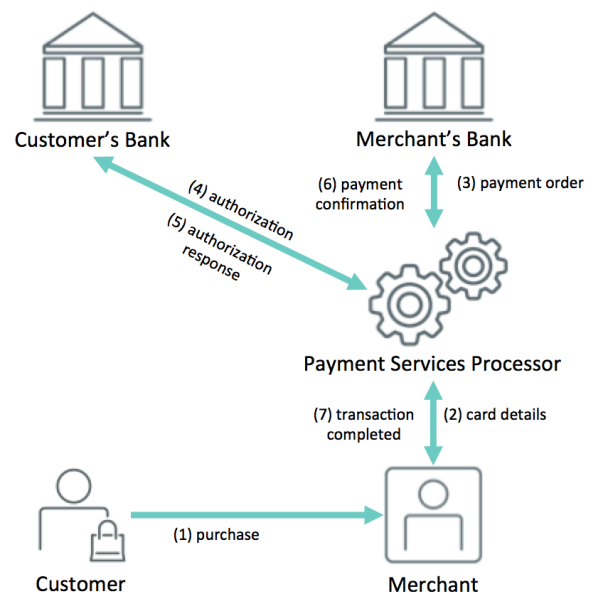 Customer's Bank
Merchant's Bank
(6) payment
confirmation
(3) payment order
(4) authorization
(5) authorization
response
Payment Services Processor
(7) transaction
completed
(2) card details
(1) purchase
Customer
Merchant